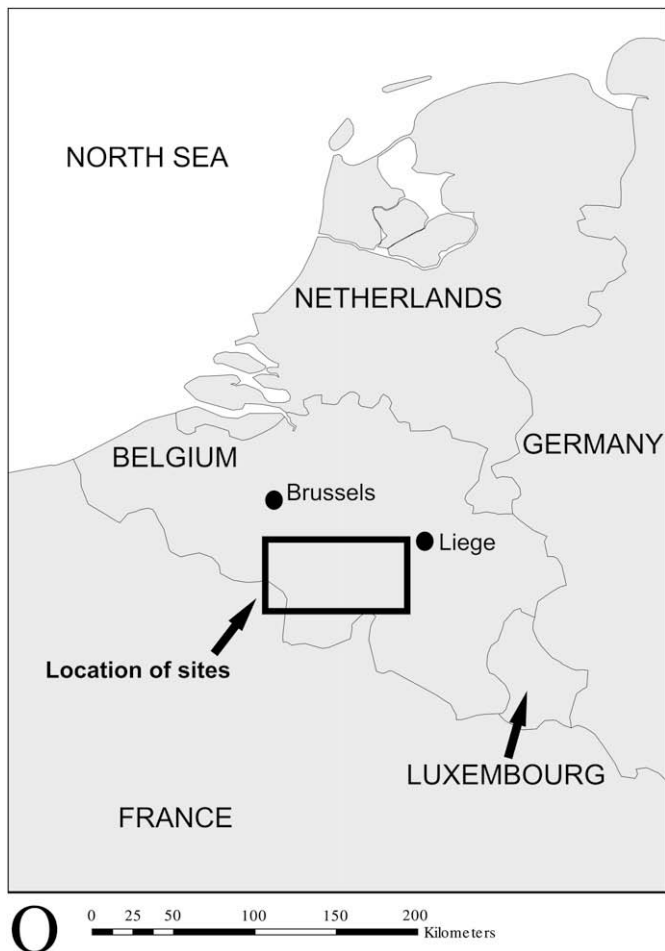 NORTH SEA
NETHERLANDS
BELGIUM
GERMANY
Brussels
Liege
Location of sites
LUXEMBOURG
FRANCE
O 0 25 50 100 150 200
Kilometers